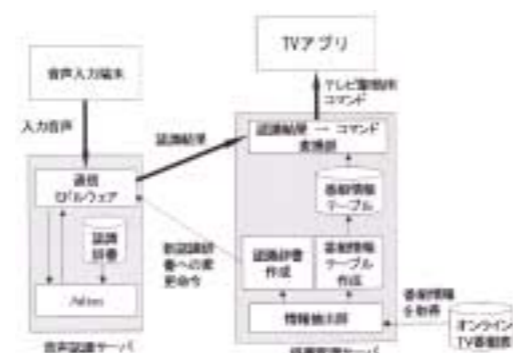 TVアプリ
音声入力端末
テレビ
コマンド
入力音声
認識結果
認識結果 → コマンド
変換部
通信
ミドルウェア
番組情報
テーブル
認識
辞書
新認識辞
書への変
更命令
認識辞書
作成
番組情報
テーブル
作成
Julius
番組情報
を取得
情報抽出部
オンライン
TV番組表
音声認識サーバ